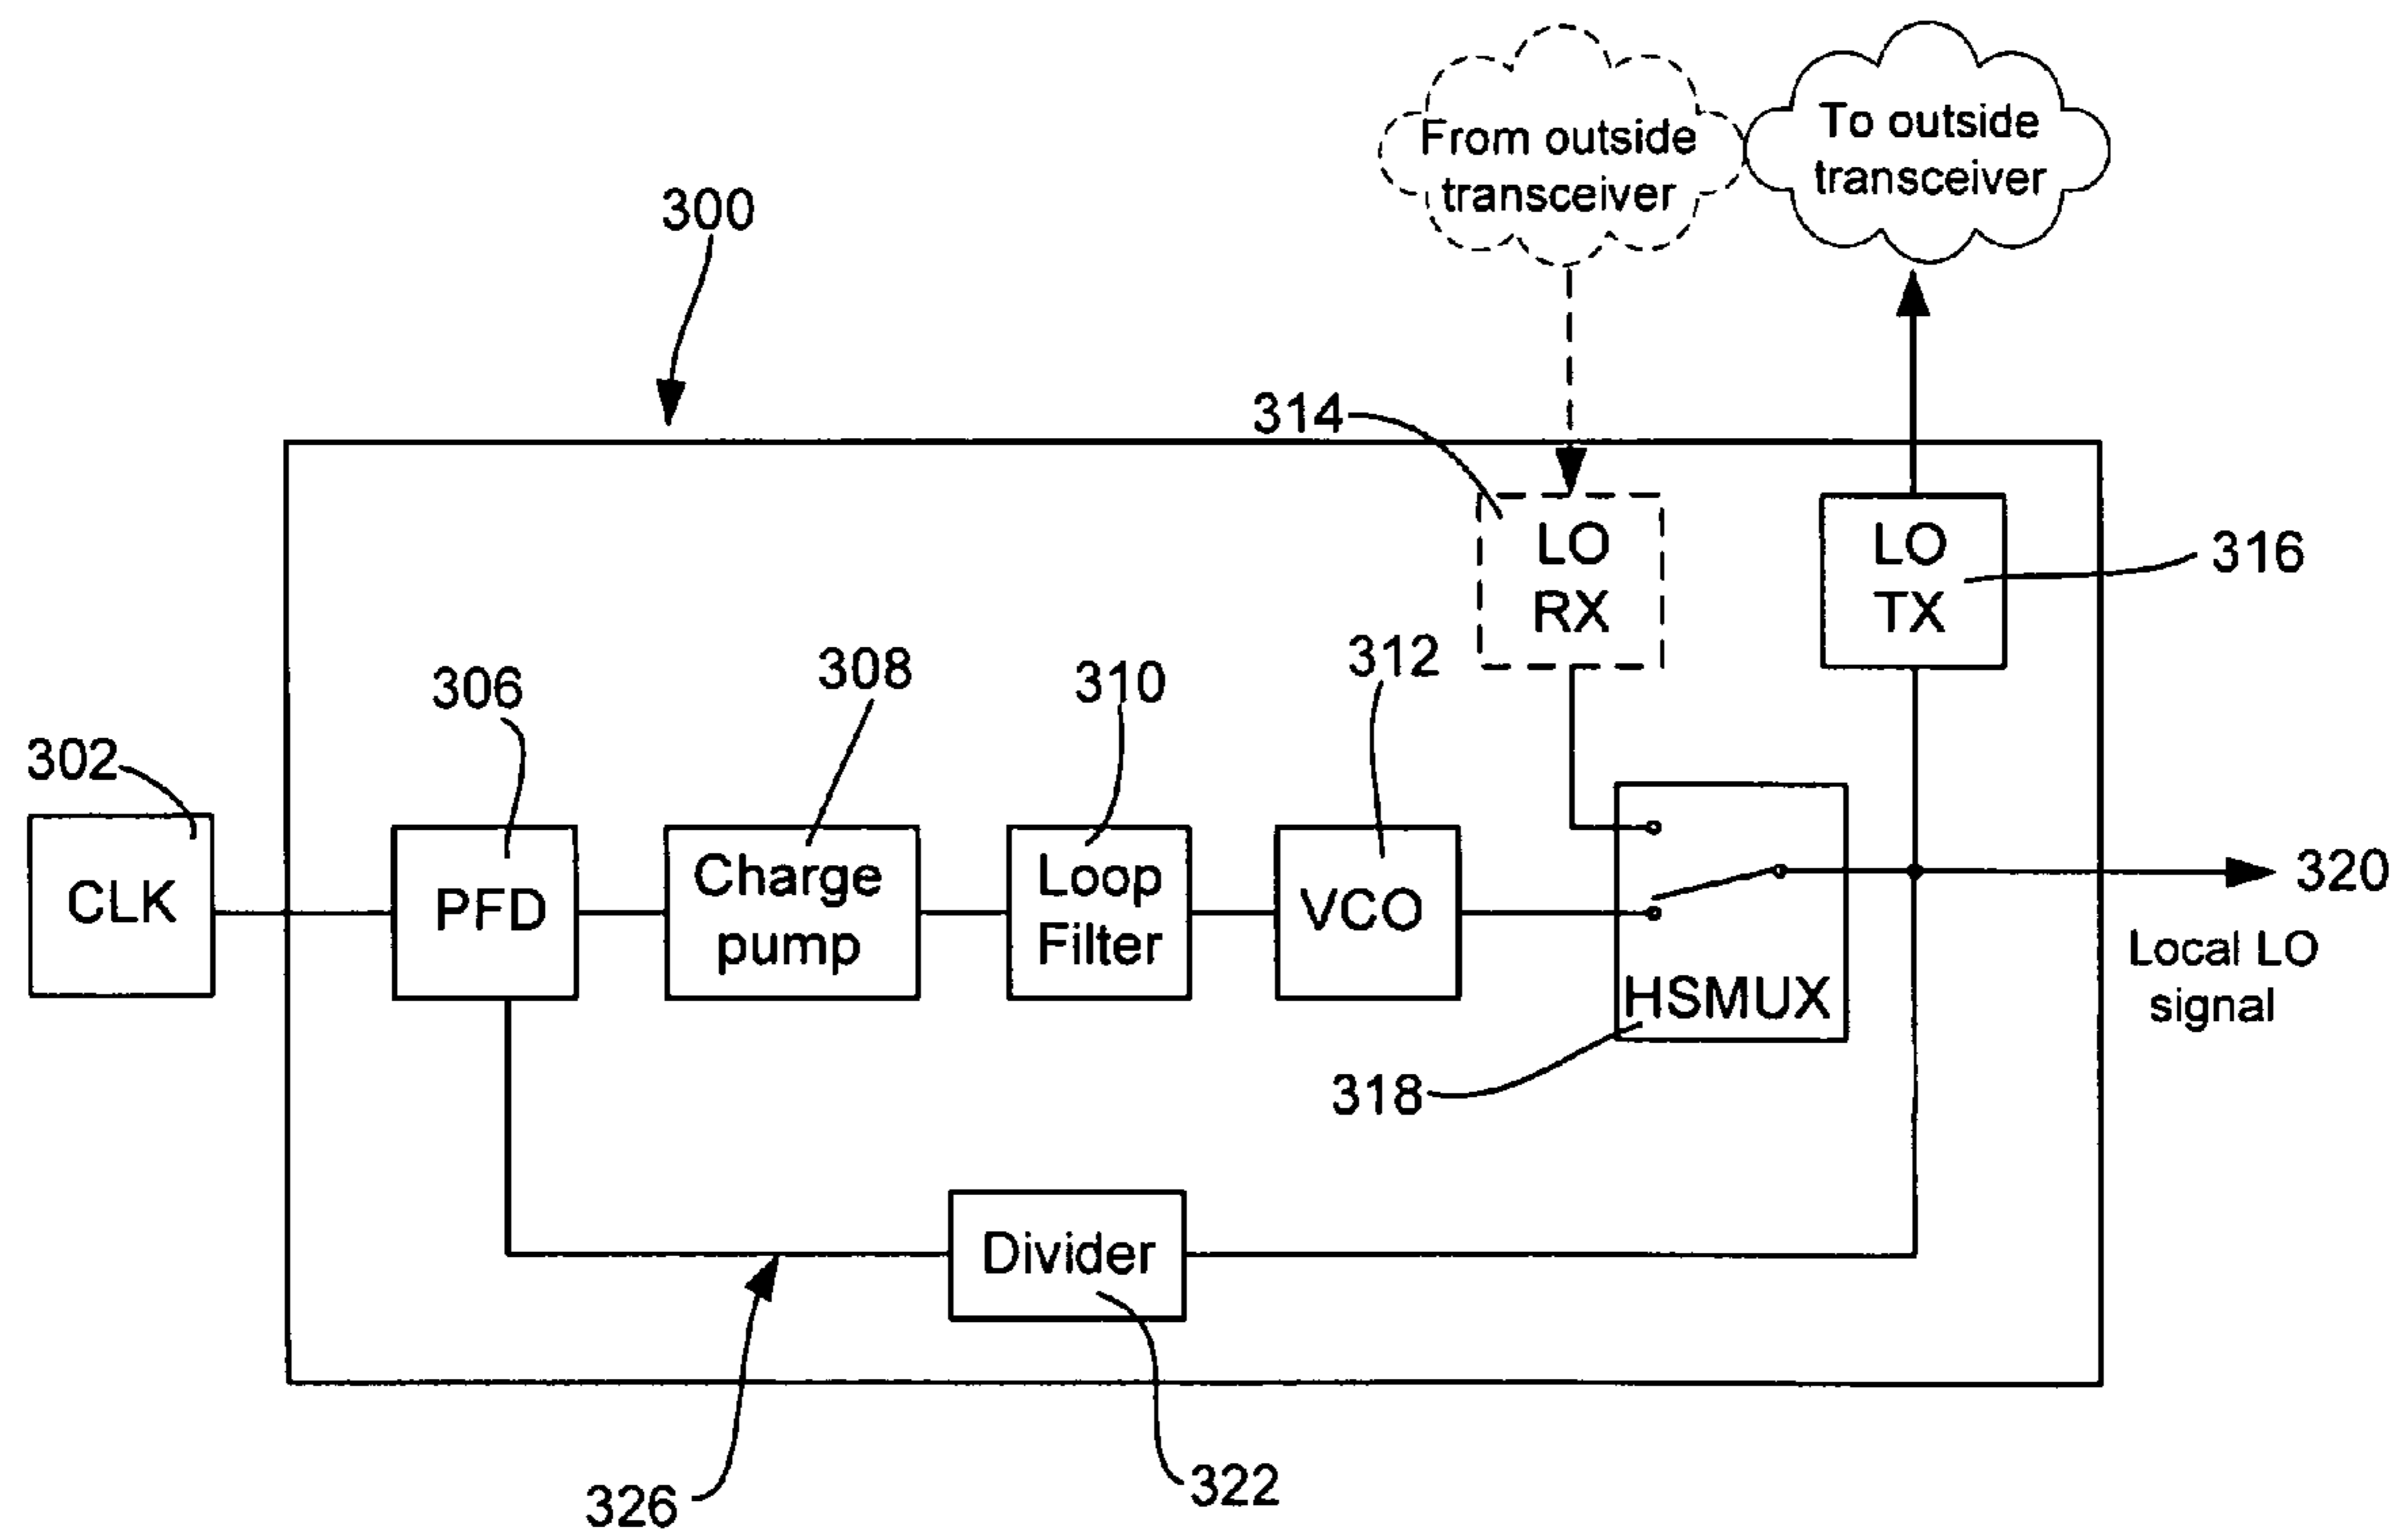 From outside
transceiver
To outside
transceiver
300
314
LO
RX
LO
TX
316
312
308
310
306
302
CLK
PFD
Charge
pump
Loop
Filter
VCO
HSMUX
320
Local LO
signal
318
Divider
326
322